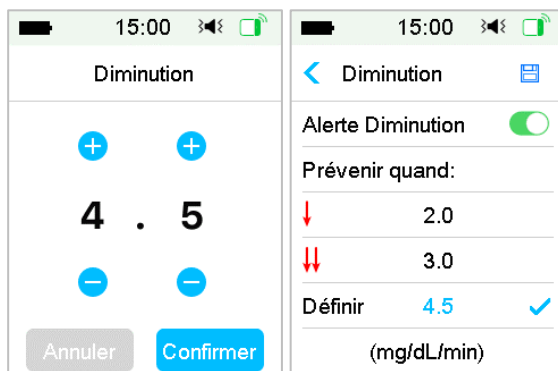 15:00
Diminution
4 . 5
Annuler Confirmer
15:00
Diminution
Alerte Diminution
Prévenir quand:
2.0
3.0
Définir 4.5
(mg/dL/min)